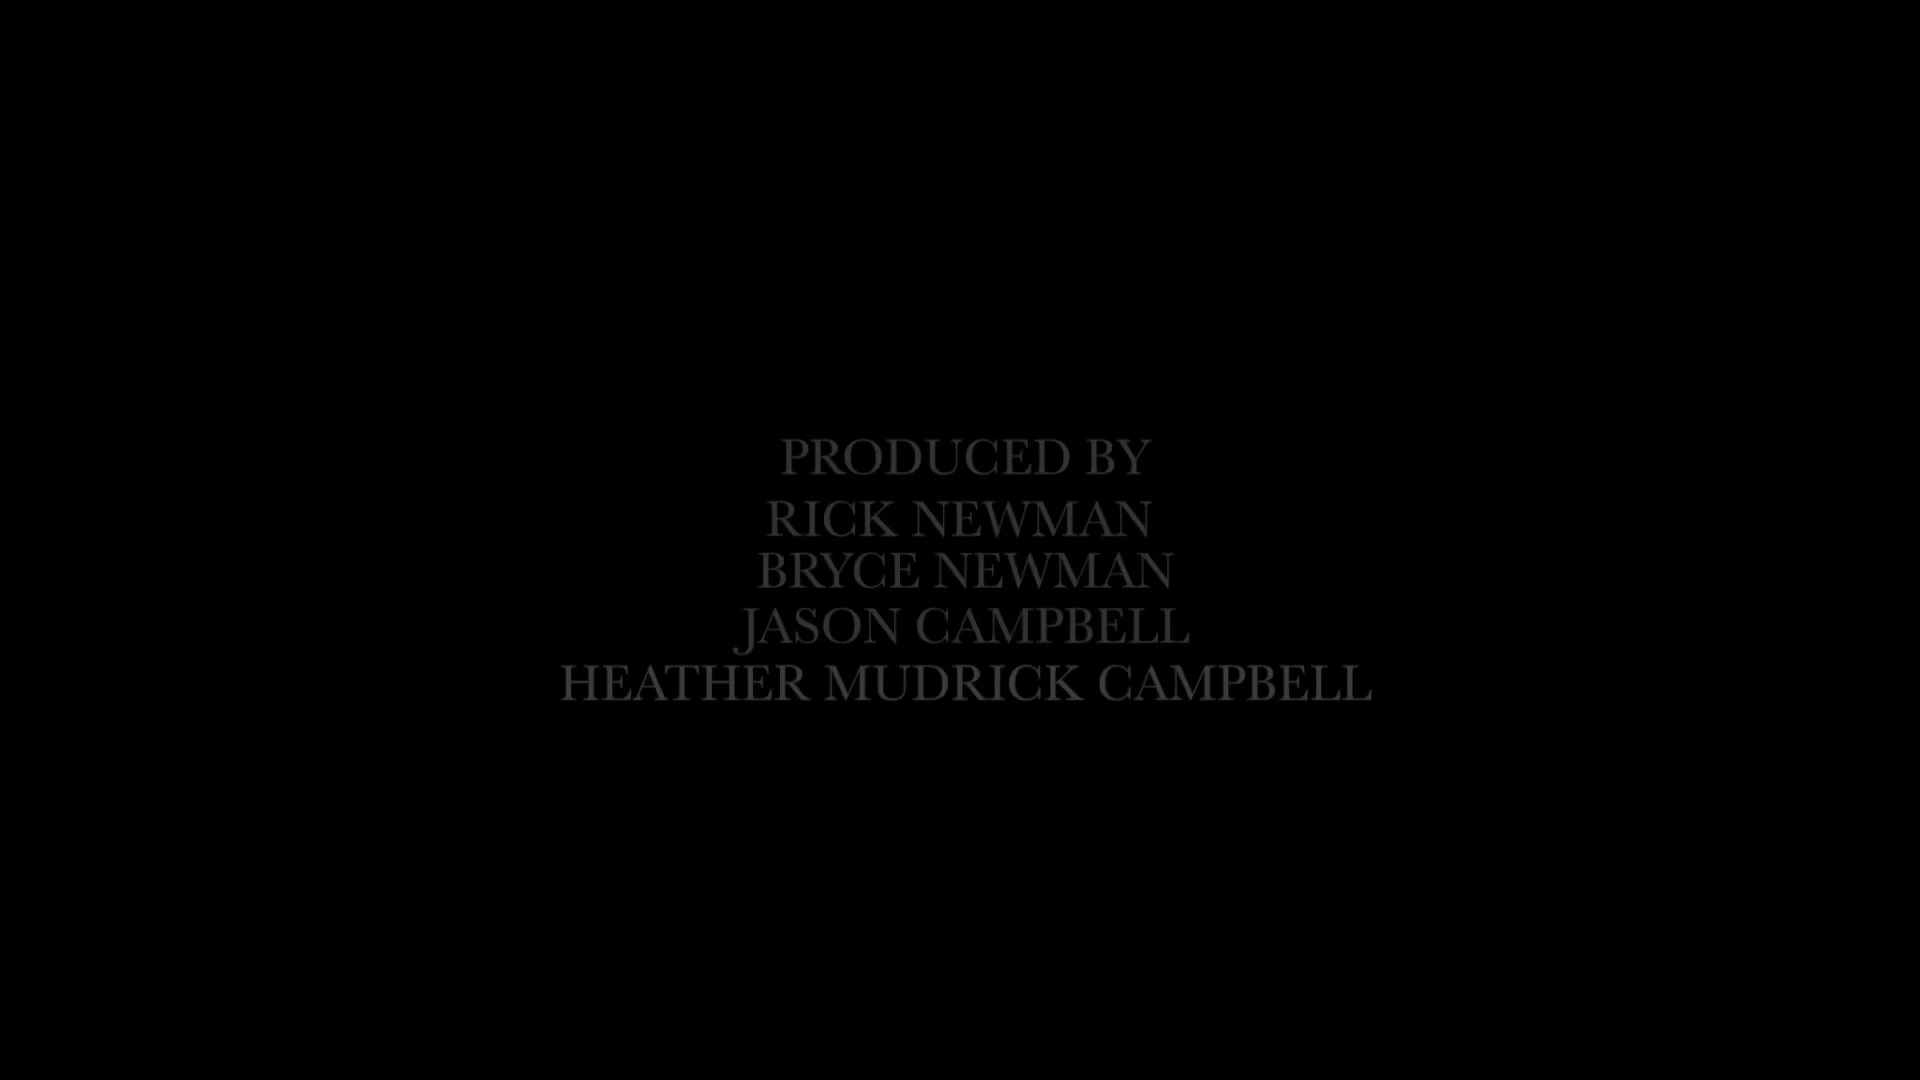 PRODUCED BY
RICK NEWMAN
BRYCE NEWMAN
JASON CAMPBELL
HEATHER MUDRICK CAMPBELL